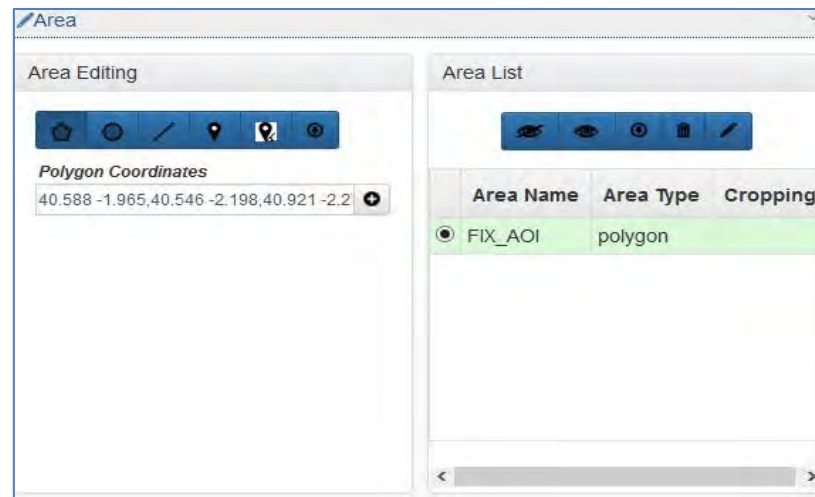 Area
Area Editing
Polygon Coordinates
40.588 -1.965,40.546 -2.198,40.921 -2.2
Area List
Area Name Area Type Cropping
FIX_AOI polygon